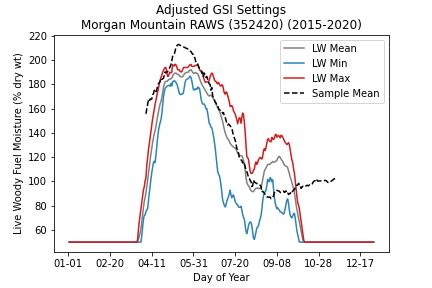 Adjusted GSI Settings
Morgan Mountain RAWS (352420) (2015-2020)
Live Woody Fuel Moisture (% dry wt)
220
200
180
160
140
120
100
80
60
LW Mean
LW Min
LW Max
Sample Mean
01-01 02-20 04-11 05-31 07-20 09-08 10-28 12-17
Day of Year